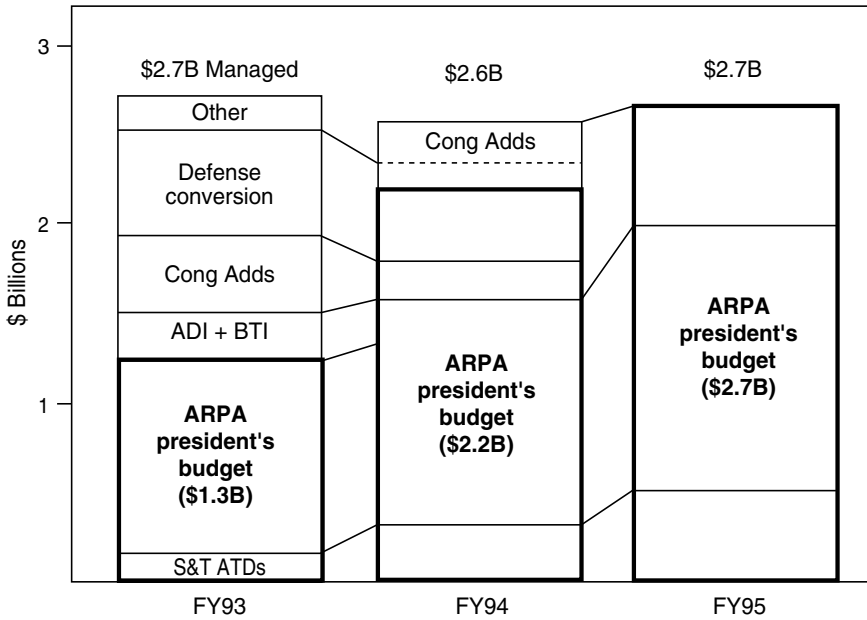 $ Billions
3
2
1
$2.7B Managed
Other
Defense
conversion
Cong Adds
ADI + BTI
ARPA
president's
budget
($1.3B)
S&T ATDs
FY93
$2.6B
Cong Adds
ARPA
president's
budget
($2.2B)
FY94
$2.7B
ARPA
president's
budget
($2.7B)
FY95